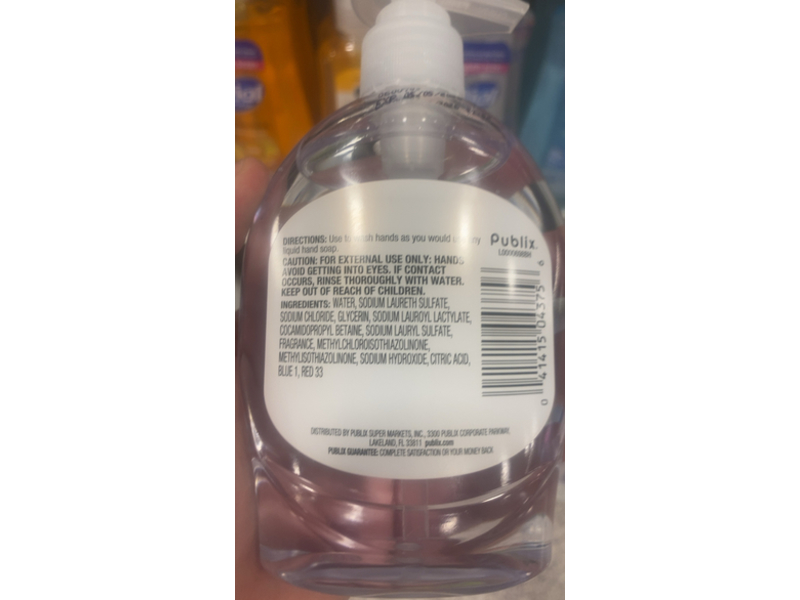 DIRECTIONS: Use to wash hands as you would use any
liquid hand soap.
CAUTION: FOR EXTERNAL USE ONLY: HANDS
AVOID GETTING INTO EYES. IF CONTACT
OCCURS, RINSE THOROUGHLY WITH WATER.
KEEP OUT OF REACH OF CHILDREN.
INGREDIENTS: WATER, SODIUM LAURETH SULFATE,
SODIUM CHLORIDE, GLYCERIN, SODIUM LAUROYL LACTYLATE,
COCAMIDOPROPYL BETAINE, SODIUM LAURYL SULFATE,
FRAGRANCE, METHYLCHLOROISOTHIAZOLINONE,
METHYLISOTHIAZOLINONE, SODIUM HYDROXIDE, CITRIC ACID,
BLUE 1, RED 33
Publix.
0 41415 04375 6
DISTRIBUTED BY PUBLIX SUPER MARKETS, INC., 3300 PUBLIX CORPORATE PARKWAY,
LAKELAND, FL 33811 publix.com
PUBLIX GUARANTEE: COMPLETE SATISFACTION OR YOUR MONEY BACK